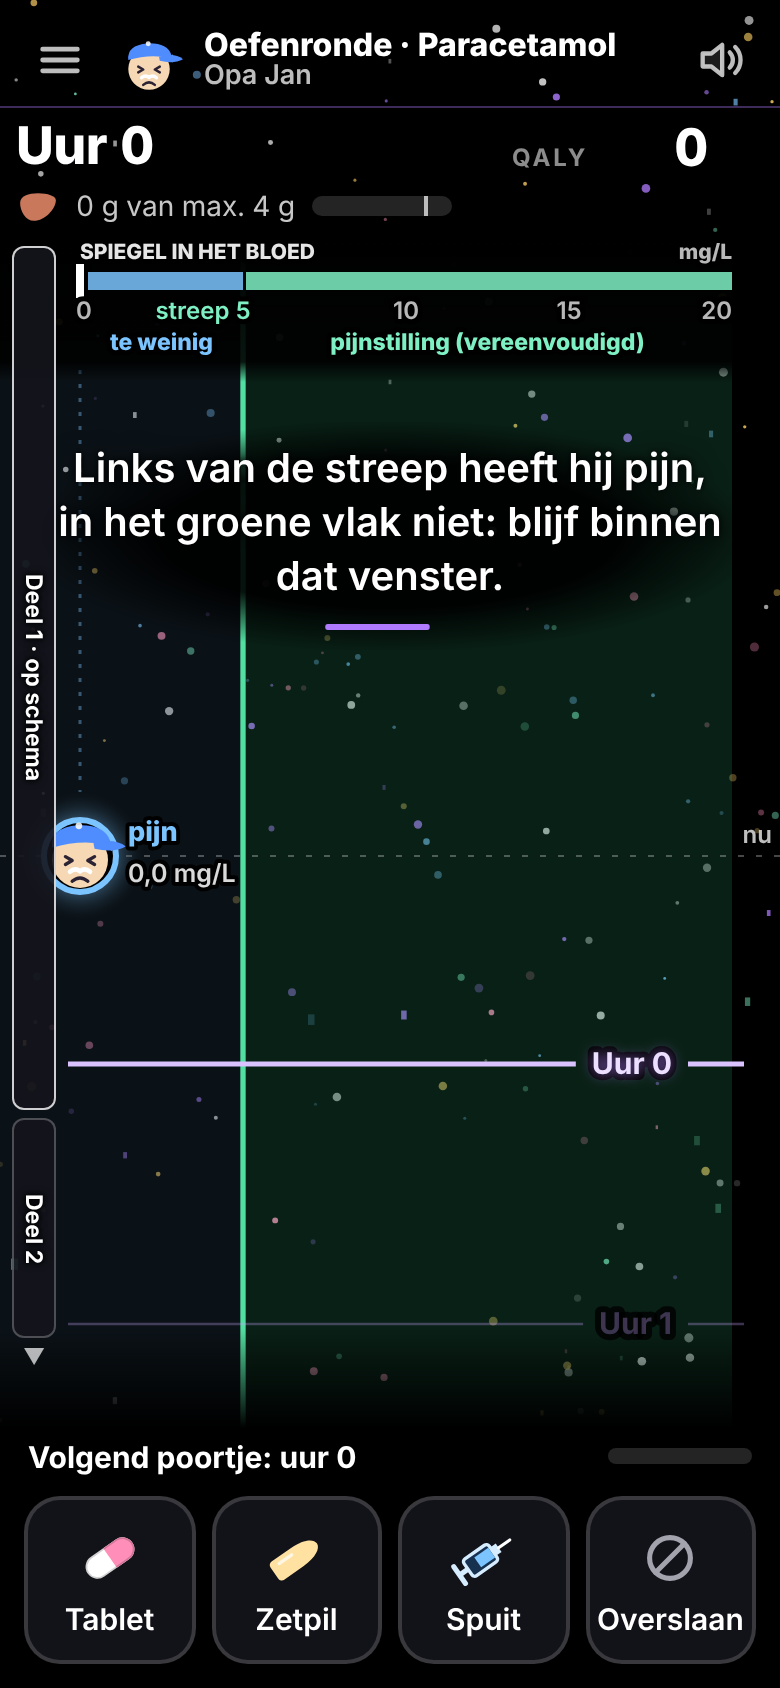 Oefenronde · Paracetamol
Opa Jan
Uur 0
QALY 0
0 g van max. 4 g
SPIEGEL IN HET BLOED mg/L
0 streep 5 10 15 20
te weinig pijnstilling (vereenvoudigd)
Links van de streep heeft hij pijn,
in het groene vlak niet: blijf binnen
dat venster.
Deel 1 · op schema
pijn
nu
0,0 mg/L
Uur 0
Deel 2
Uur 1
Volgend poortje: uur 0
Tablet Zetpil Spuit Overslaan